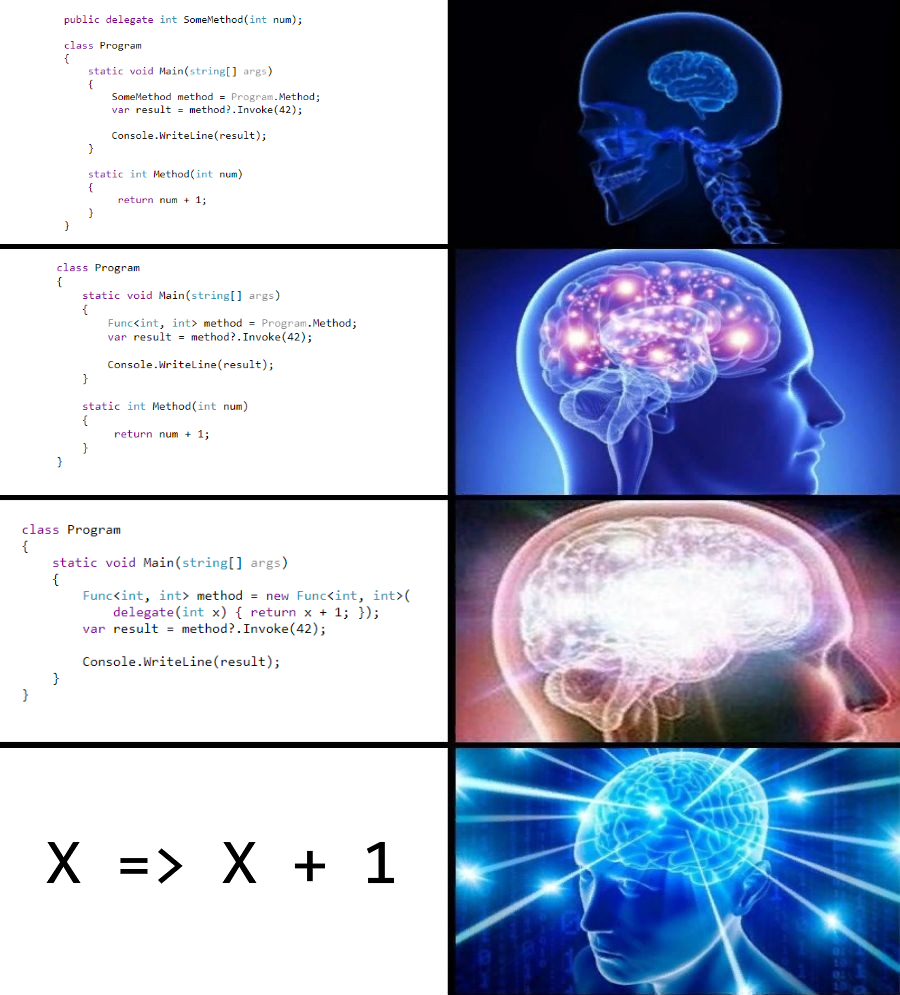 public delegate int SomeMethod(int num);
class Program
{
static void Main(string[] args)
{
SomeMethod method = Program.Method;
var result = method?.Invoke(42);
Console.WriteLine(result);
}
static int Method(int num)
{
return num + 1;
}
}
class Program
{
static void Main(string[] args)
{
Func<int, int> method = Program.Method;
var result = method?.Invoke(42);
Console.WriteLine(result);
}
static int Method(int num)
{
return num + 1;
}
}
class Program
{
static void Main(string[] args)
{
Func<int, int> method = new Func<int, int>(
delegate(int x) { return x + 1; });
var result = method?.Invoke(42);
Console.WriteLine(result);
}
}
X => X + 1